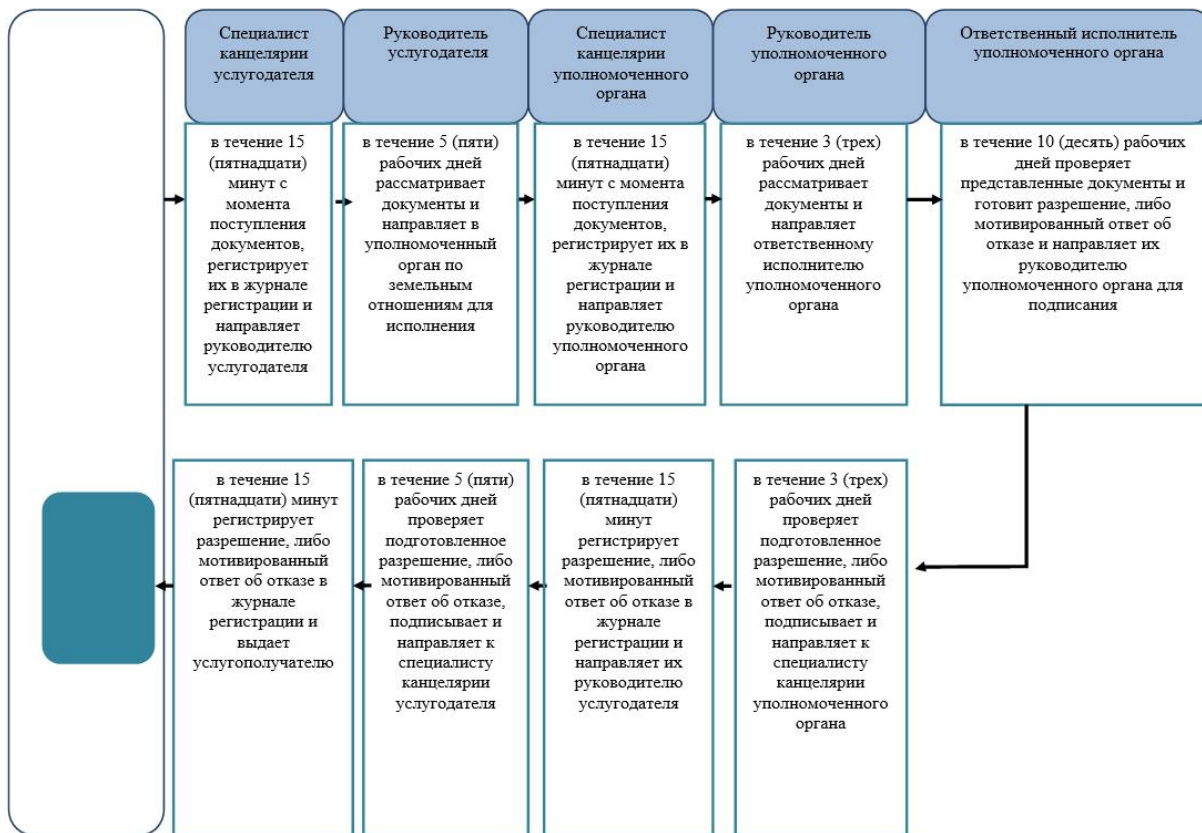 Специалист
канцелярии
услугодателя
Руководитель
услугодателя
Специалист
канцелярии
уполномоченного
органа
Руководитель
уполномоченного
органа
Ответственный исполнитель
уполномоченного органа
в течение 15
(пятнадцати)
минут с
момента
поступления
документов,
регистрирует
их в журнале
регистрации и
направляет
руководителю
услугодателя
в течение 5 (пяти)
рабочих дней
рассматривает
документы и
направляет в
уполномоченный
орган по
земельным
отношениям для
исполнения
в течение 15
(пятнадцати)
минут с момента
поступления
документов,
регистрирует их в
журнале
регистрации и
направляет
руководителю
уполномоченного
органа
в течение 3 (трех)
рабочих дней
рассматривает
документы и
направляет
ответственному
исполнителю
уполномоченного
органа
в течение 10 (десять) рабочих
дней проверяет
представленные документы и
готовит разрешение, либо
мотивированный ответ об
отказе и направляет их
руководителю
уполномоченного органа для
подписания
в течение 15
(пятнадцати) минут
регистрирует
разрешение, либо
мотивированный
ответ об отказе в
журнале
регистрации и
выдает
услугополучателю
в течение 5 (пяти)
рабочих дней
проверяет
подготовленное
разрешение, либо
мотивированный
ответ об отказе,
подписывает и
направляет к
специалисту
канцелярии
услугодателя
в течение 15
(пятнадцати)
минут
регистрирует
разрешение, либо
мотивированный
ответ об отказе в
журнале
регистрации и
направляет их
руководителю
услугодателя
в течение 3 (трех)
рабочих дней
проверяет
подготовленное
разрешение, либо
мотивированный
ответ об отказе,
подписывает и
направляет к
специалисту
канцелярии
уполномоченного
органа